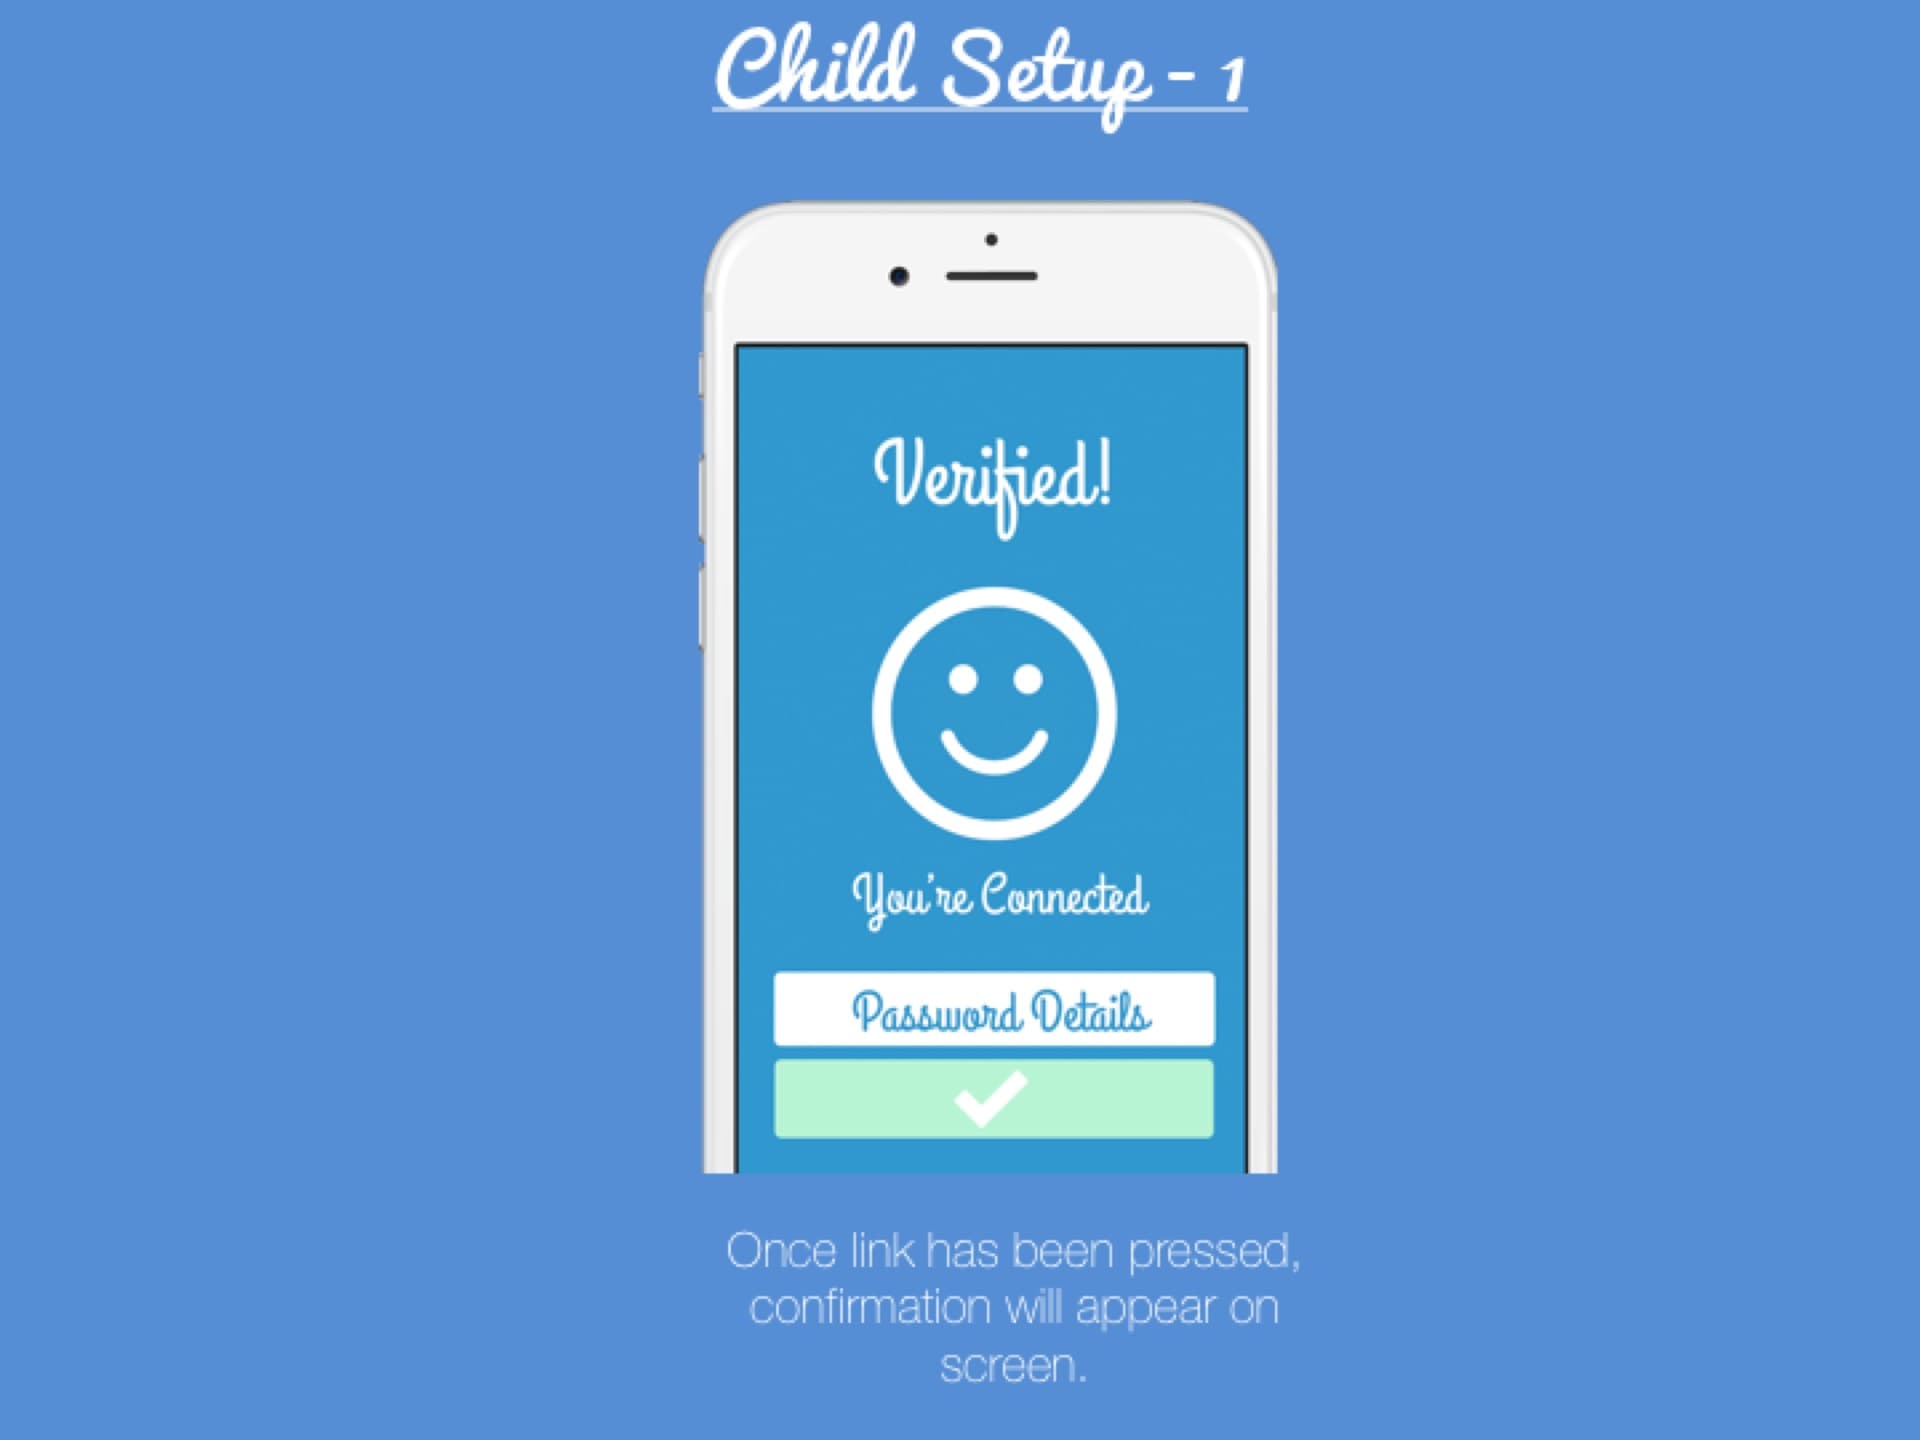 Child Setup - 1
Verified!
You're Connected
Password Details
Once link has been pressed,
confirmation will appear on
screen.